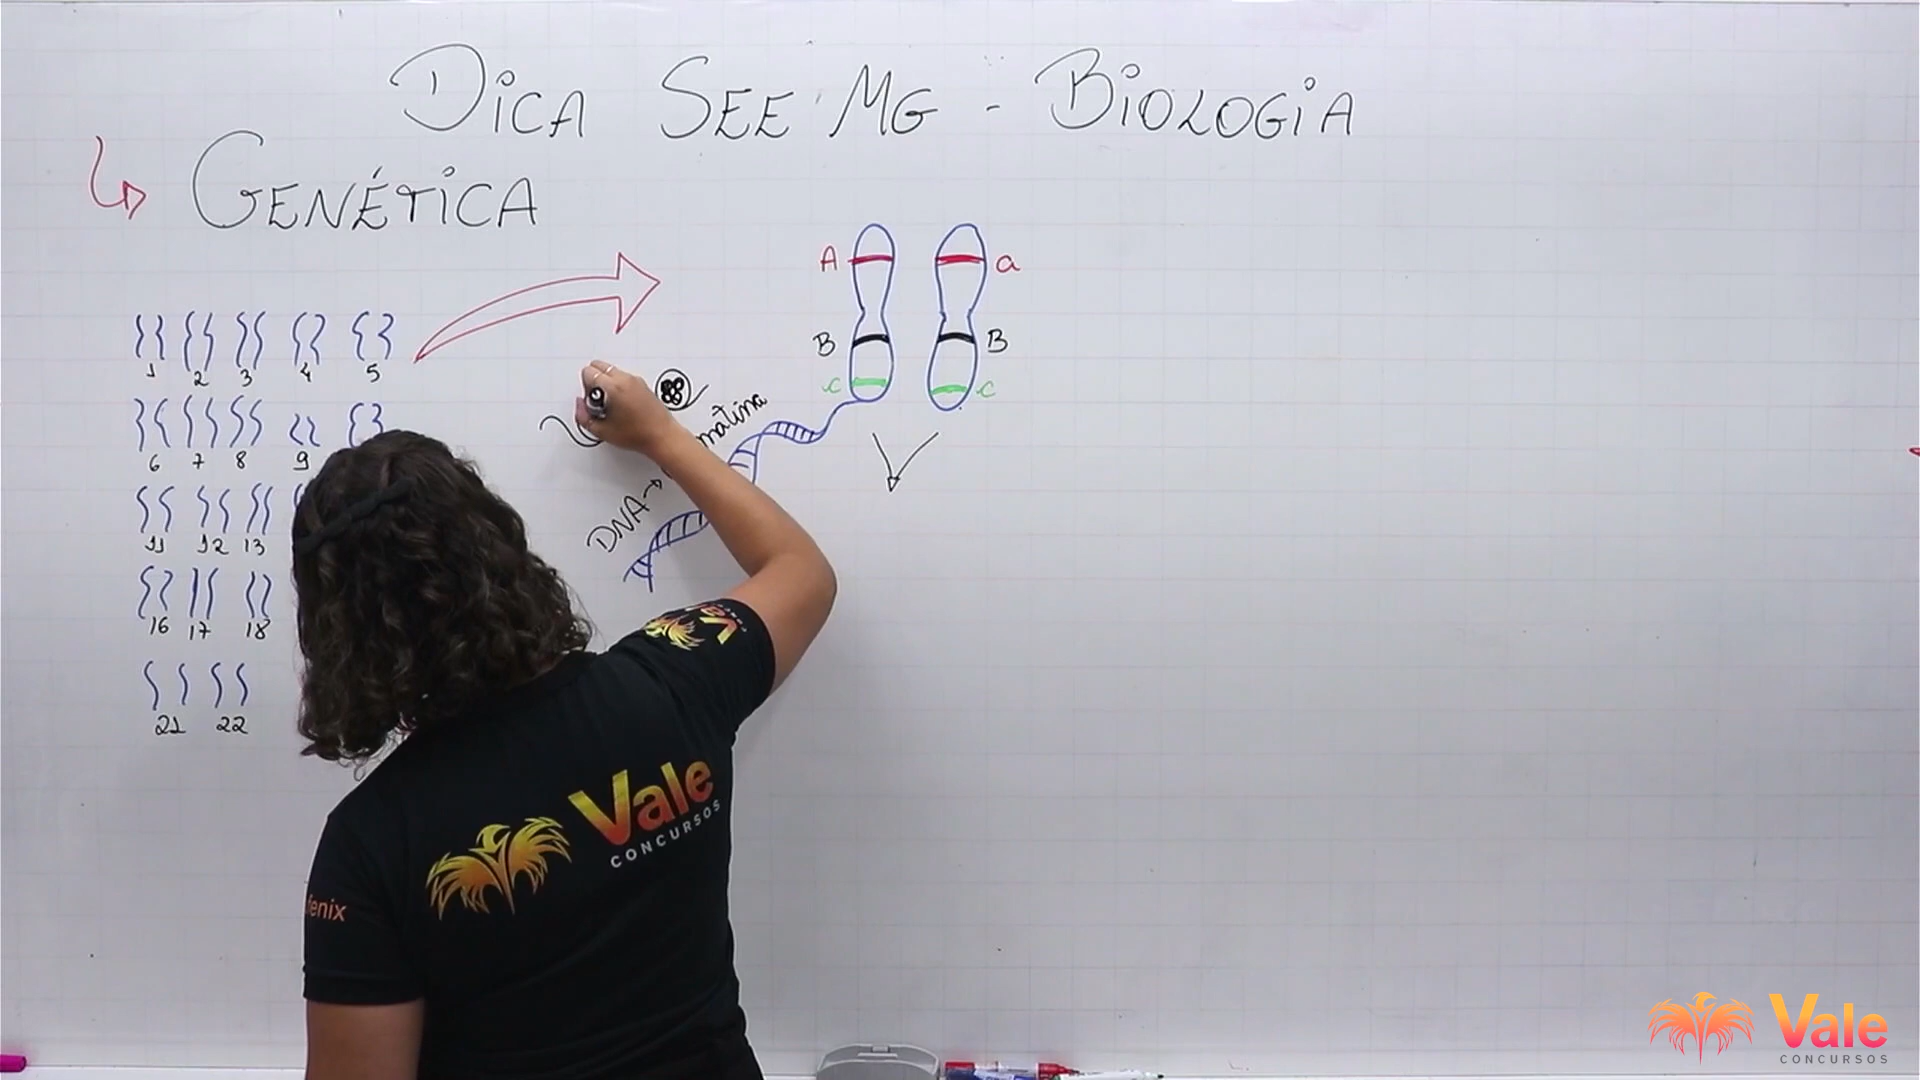 DICA SEE MG - BIOLOGIA
GENÉTICA
A a
B B
c c
1 2 3 4 5
6 7 8 9
11 12 13
16 17 18
21 22
DNA →
Vale
CONCURSOS
fenix
Vale
CONCURSOS